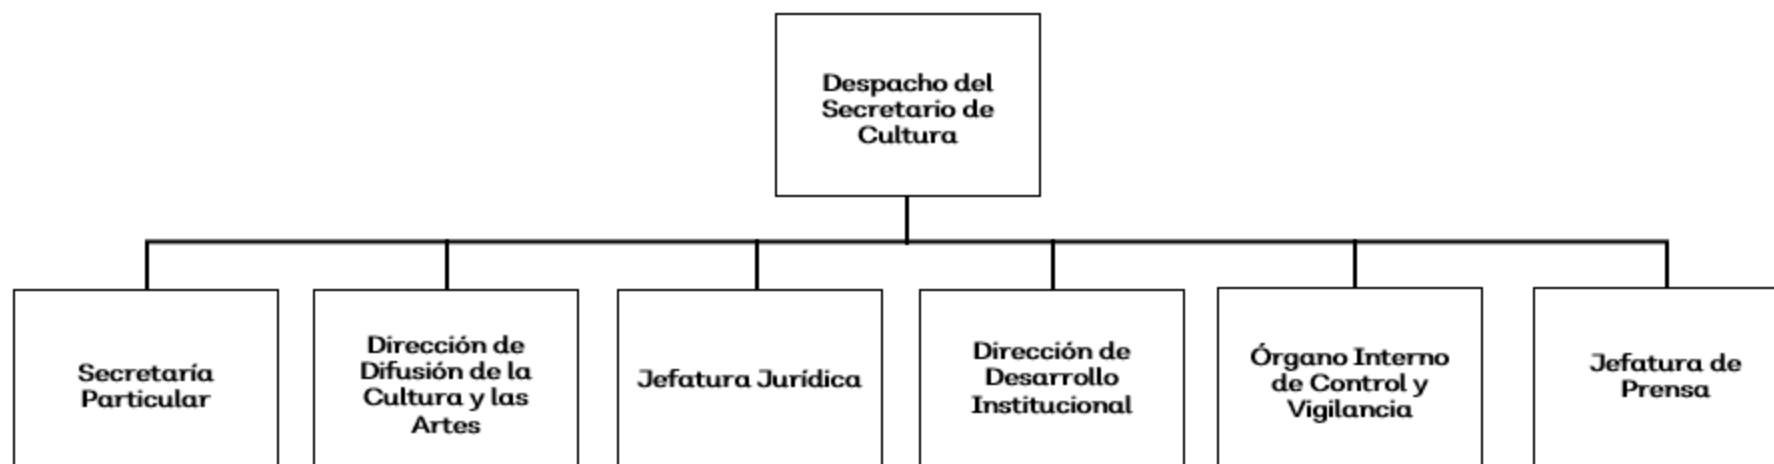 Despacho del
Secretario de
Cultura
Secretaría
Particular
Dirección de
Difusión de la
Cultura y las
Artes
Jefatura Jurídica
Dirección de
Desarrollo
Institucional
Órgano Interno
de Control y
Vigilancia
Jefatura de
Prensa